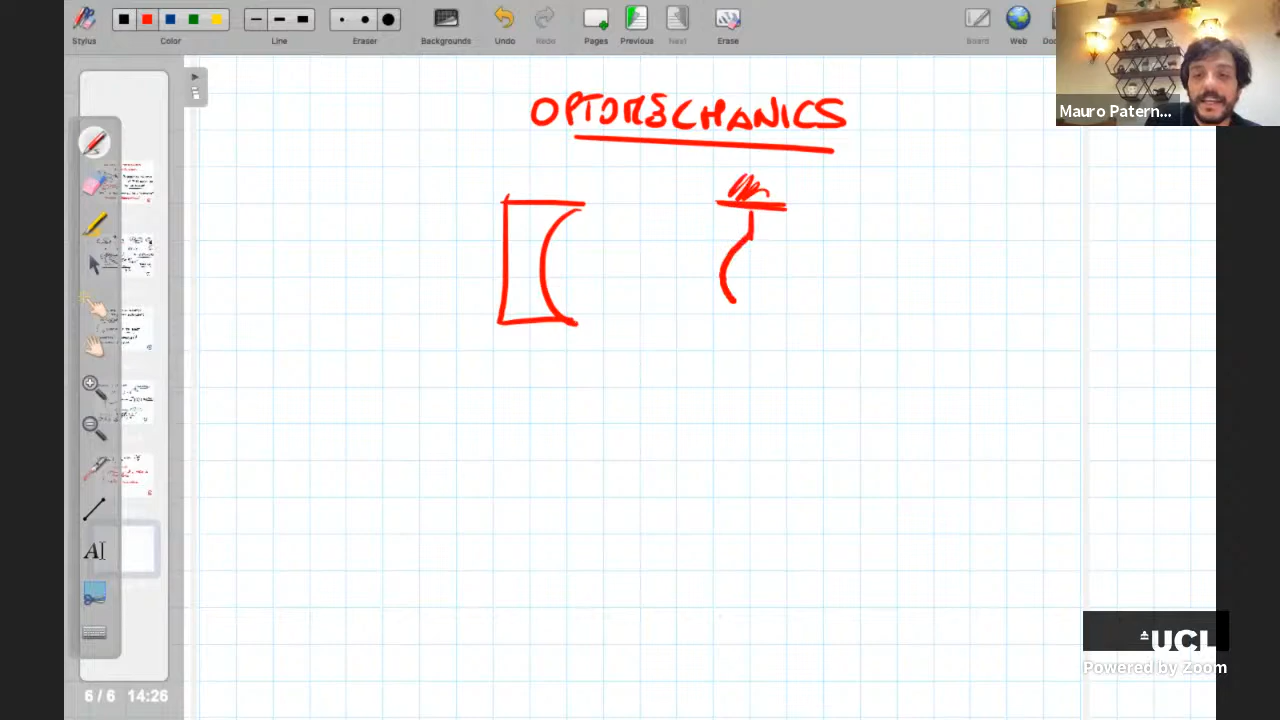 Stylus
Color
Line
Eraser
Backgrounds
Undo
Redo
Pages
Previous
Next
Erase
Board
Web
Mauro Patern...
OPTOMECHANICS
A
6 / 6 14:26
UCL
Powered by Zoom